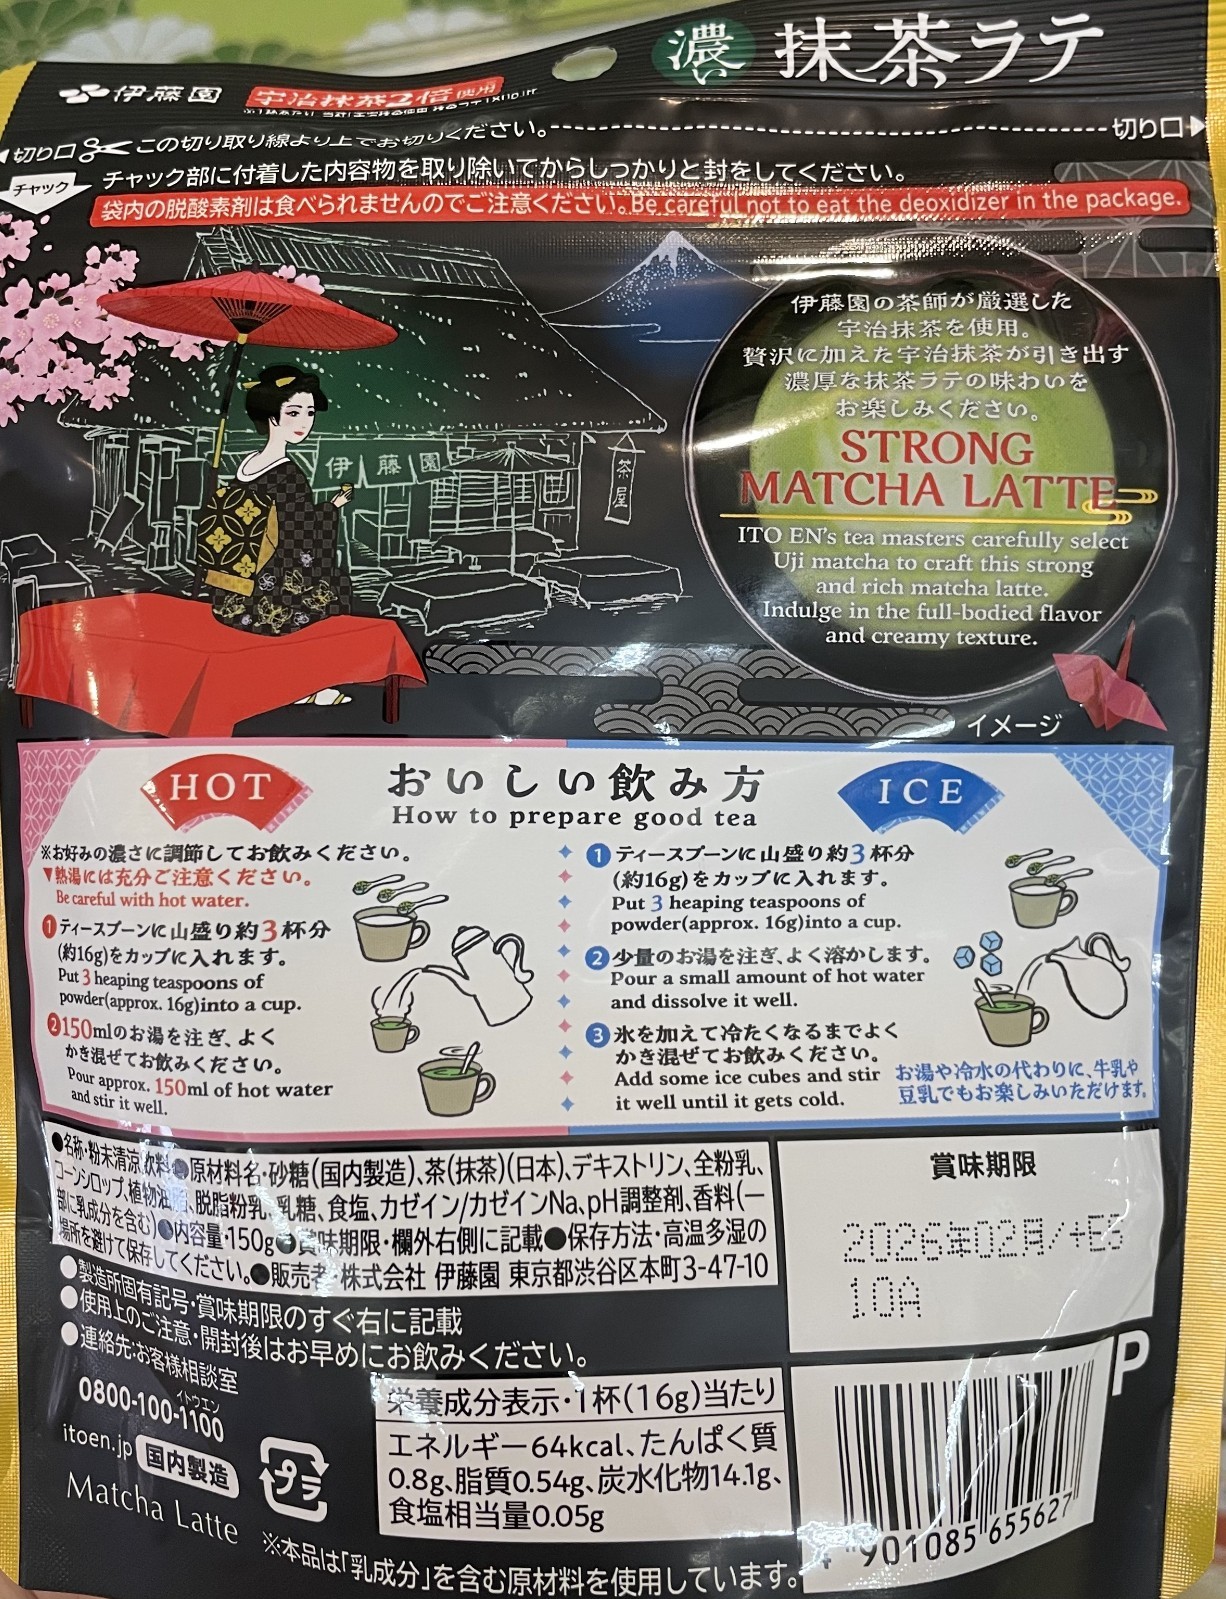 濃い 抹茶ラテ
伊藤園 宇治抹茶2倍使用
切り口 この切り取り線より上でお切りください。 切り口
チャック チャック部に付着した内容物を取り除いてからしっかりと封をしてください。
袋内の脱酸素剤は食べられませんのでご注意ください。Be careful not to eat the deoxidizer in the package.
伊藤園の茶師が厳選した
宇治抹茶を使用。
贅沢に加えた宇治抹茶が引き出す
濃厚な抹茶ラテの味わいを
お楽しみください。
STRONG
MATCHA LATTE
ITO EN's tea masters carefully select
Uji matcha to craft this strong
and rich matcha latte.
Indulge in the full-bodied flavor
and creamy texture.
伊藤園
茶屋
イメージ
HOT
おいしい飲み方
How to prepare good tea
ICE
※お好みの濃さに調節してお飲みください。
▼熱湯には充分ご注意ください。
Be careful with hot water.
1 ティースプーンに山盛り約3杯分
(約16g)をカップに入れます。
Put 3 heaping teaspoons of
powder(approx. 16g)into a cup.
2 150mlのお湯を注ぎ、よく
かき混ぜてお飲みください。
Pour approx. 150ml of hot water
and stir it well.
1 ティースプーンに山盛り約3杯分
(約16g)をカップに入れます。
Put 3 heaping teaspoons of
powder(approx. 16g)into a cup.
2 少量のお湯を注ぎ、よく溶かします。
Pour a small amount of hot water
and dissolve it well.
3 氷を加えて冷たくなるまでよく
かき混ぜてお飲みください。
Add some ice cubes and stir
it well until it gets cold.
お湯や冷水の代わりに、牛乳や
豆乳でもお楽しみいただけます。
●名称・粉末清涼飲料●原材料名・砂糖(国内製造)、茶(抹茶)(日本)、デキストリン、全粉乳、
コーンシロップ、植物油脂、脱脂粉乳、乳糖、食塩、カゼイン/カゼインNa、pH調整剤、香料(一
部に乳成分を含む)●内容量・150g●賞味期限・欄外右側に記載●保存方法・高温多湿の
場所を避けて保存してください。●販売者・株式会社 伊藤園 東京都渋谷区本町3-47-10
●製造所固有記号・賞味期限のすぐ右に記載
●使用上のご注意・開封後はお早めにお飲みください。
●連絡先:お客様相談室
イトウエン
0800-100-1100
itoen.jp 国内製造
Matcha Latte
プラ
賞味期限
2026年02月/+E5
10A
栄養成分表示・1杯(16g)当たり
エネルギー64kcal、たんぱく質
0.8g、脂質0.54g、炭水化物14.1g、
食塩相当量0.05g
P
4 901085 655627
※本品は「乳成分」を含む原材料を使用しています。